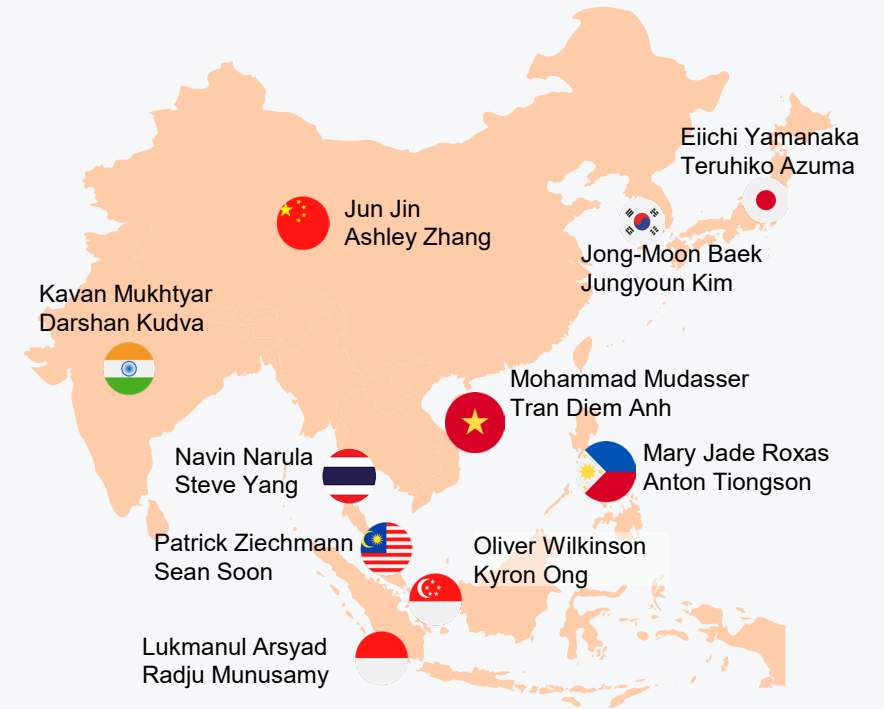 Eiichi Yamanaka
Teruhiko Azuma
Jun Jin
Ashley Zhang
Jong-Moon Baek
Jungyoun Kim
Kavan Mukhtyar
Darshan Kudva
Mohammad Mudasser
Tran Diem Anh
Navin Narula
Steve Yang
Mary Jade Roxas
Anton Tiongson
Patrick Ziechmann
Sean Soon
Oliver Wilkinson
Kyron Ong
Lukmanul Arsyad
Radju Munusamy